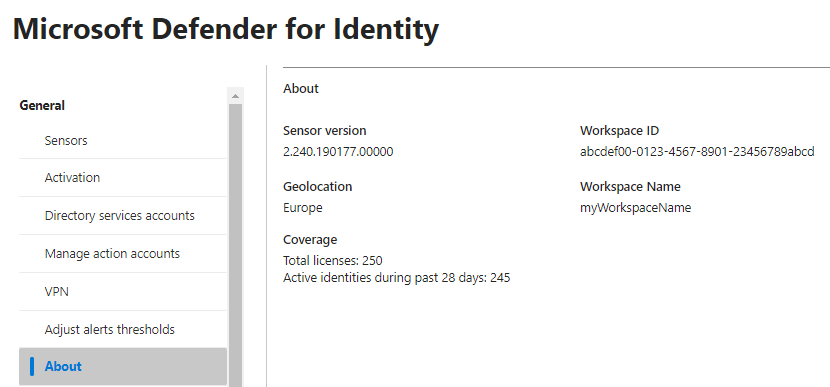 Microsoft Defender for Identity
General
Sensors
Activation
Directory services accounts
Manage action accounts
VPN
Adjust alerts thresholds
About
About
Sensor version
2.240.190177.00000
Workspace ID
abcdef00-0123-4567-8901-23456789abcd
Geolocation
Europe
Workspace Name
myWorkspaceName
Coverage
Total licenses: 250
Active identities during past 28 days: 245